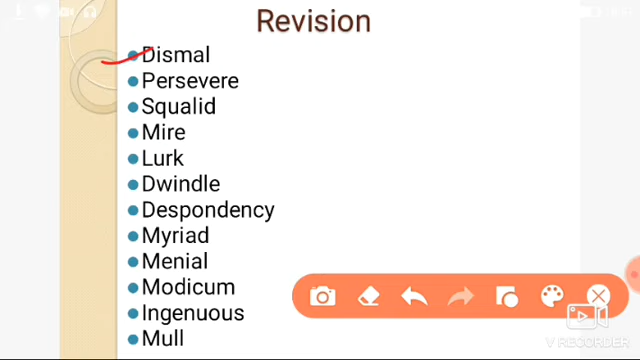 Revision
Dismal
Persevere
Squalid
Mire
Lurk
Dwindle
Despondency
Myriad
Menial
Modicum
Ingenuous
Mull
V RECORDER